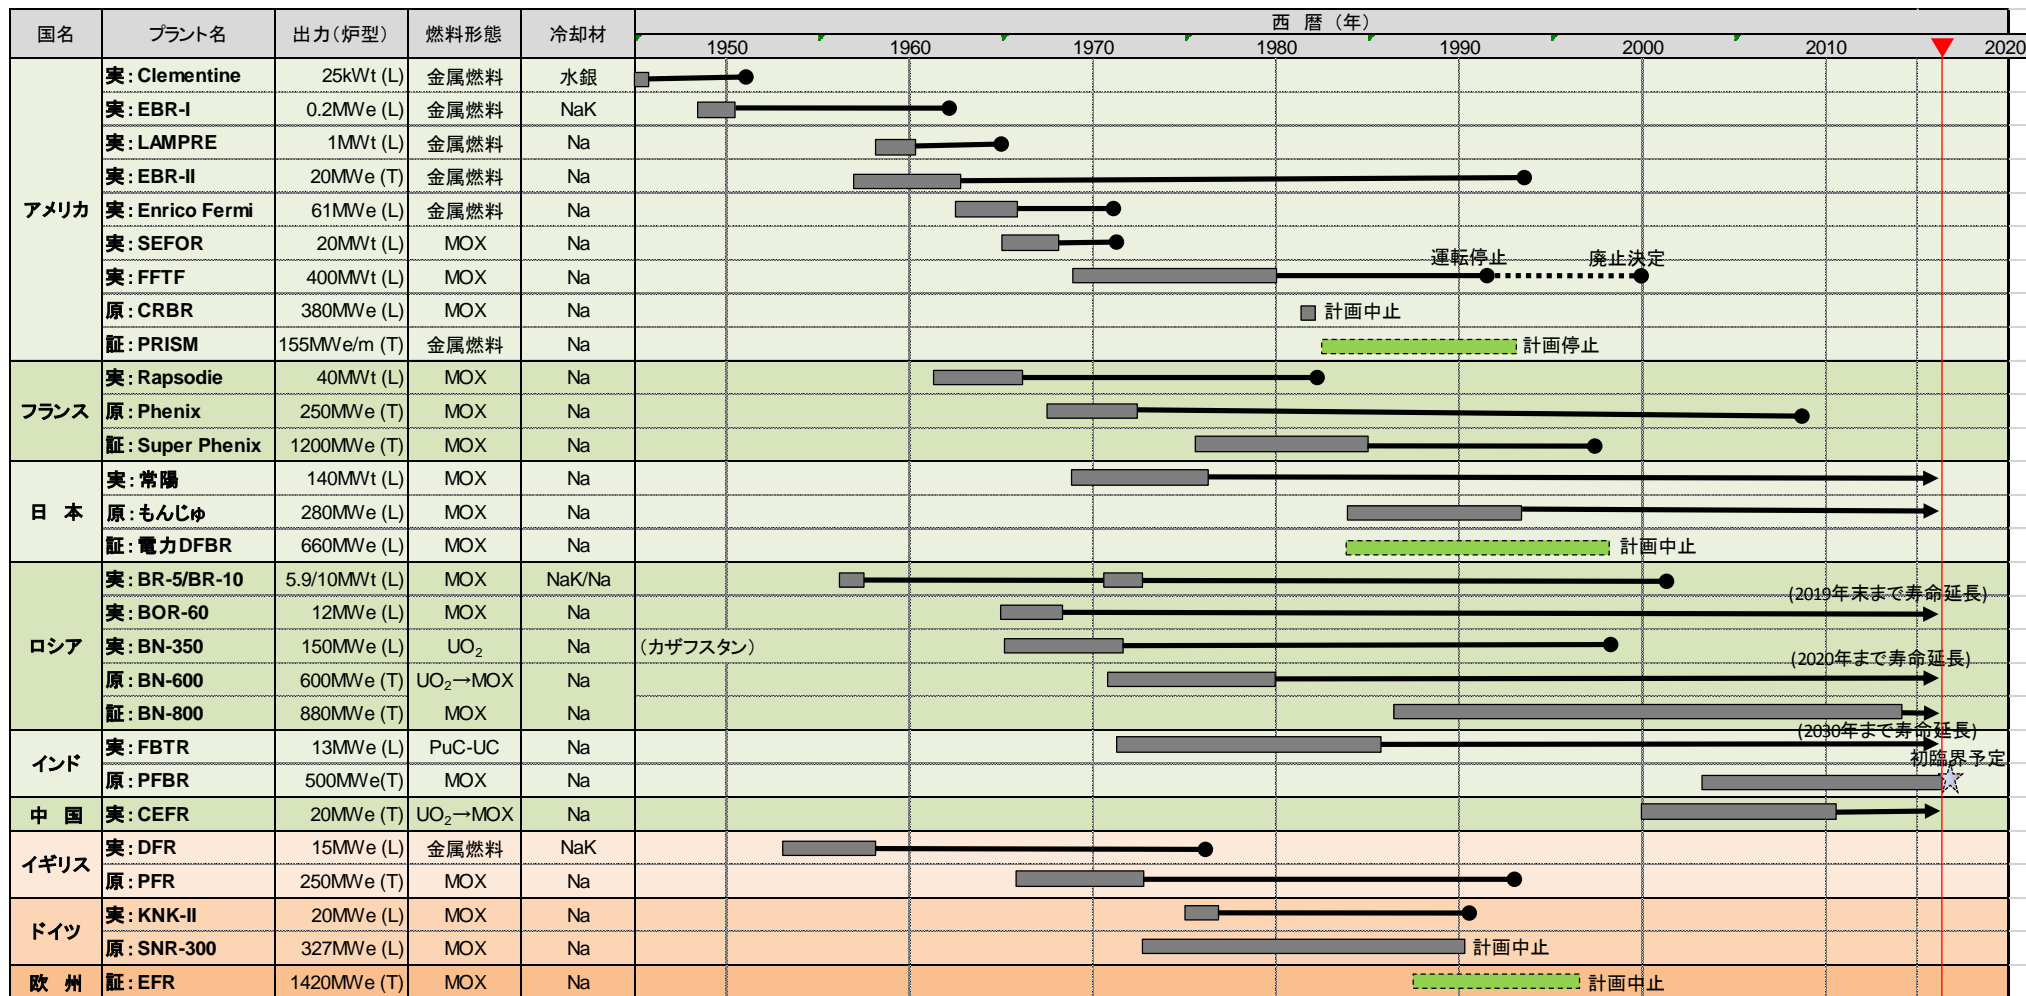 国名 プラント名 出力(炉型) 燃料形態 冷却材 西 暦 (年)
1950 1960 1970 1980 1990 2000 2010 2020
アメリカ
実:Clementine 25kWt (L) 金属燃料 水銀
実:EBR-I 0.2MWe (L) 金属燃料 NaK
実:LAMPRE 1MWt (L) 金属燃料 Na
実:EBR-II 20MWe (T) 金属燃料 Na
実:Enrico Fermi 61MWe (L) 金属燃料 Na
実:SEFOR 20MWt (L) MOX Na
実:FFTF 400MWt (L) MOX Na 運転停止 廃止決定
原:CRBR 380MWe (L) MOX Na 計画中止
証:PRISM 155MWe/m (T) 金属燃料 Na 計画停止
フランス
実:Rapsodie 40MWt (L) MOX Na
原:Phenix 250MWe (T) MOX Na
証:Super Phenix 1200MWe (T) MOX Na
日 本
実:常陽 140MWt (L) MOX Na
原:もんじゅ 280MWe (L) MOX Na
証:電力DFBR 660MWe (L) MOX Na 計画中止
ロシア
実:BR-5/BR-10 5.9/10MWt (L) MOX NaK/Na
実:BOR-60 12MWe (L) MOX Na (2019年末まで寿命延長)
実:BN-350 150MWe (L) UO₂ Na (カザフスタン)
原:BN-600 600MWe (T) UO₂→MOX Na (2020年まで寿命延長)
証:BN-800 880MWe (T) MOX Na
インド
実:FBTR 13MWe (L) PuC-UC Na (2030年まで寿命延長)
原:PFBR 500MWe(T) MOX Na 初臨界予定
中 国
実:CEFR 20MWe (T) UO₂→MOX Na
イギリス
実:DFR 15MWe (L) 金属燃料 NaK
原:PFR 250MWe (T) MOX Na
ドイツ
実:KNK-II 20MWe (L) MOX Na
原:SNR-300 327MWe (L) MOX Na 計画中止
欧 州
証:EFR 1420MWe (T) MOX Na 計画中止